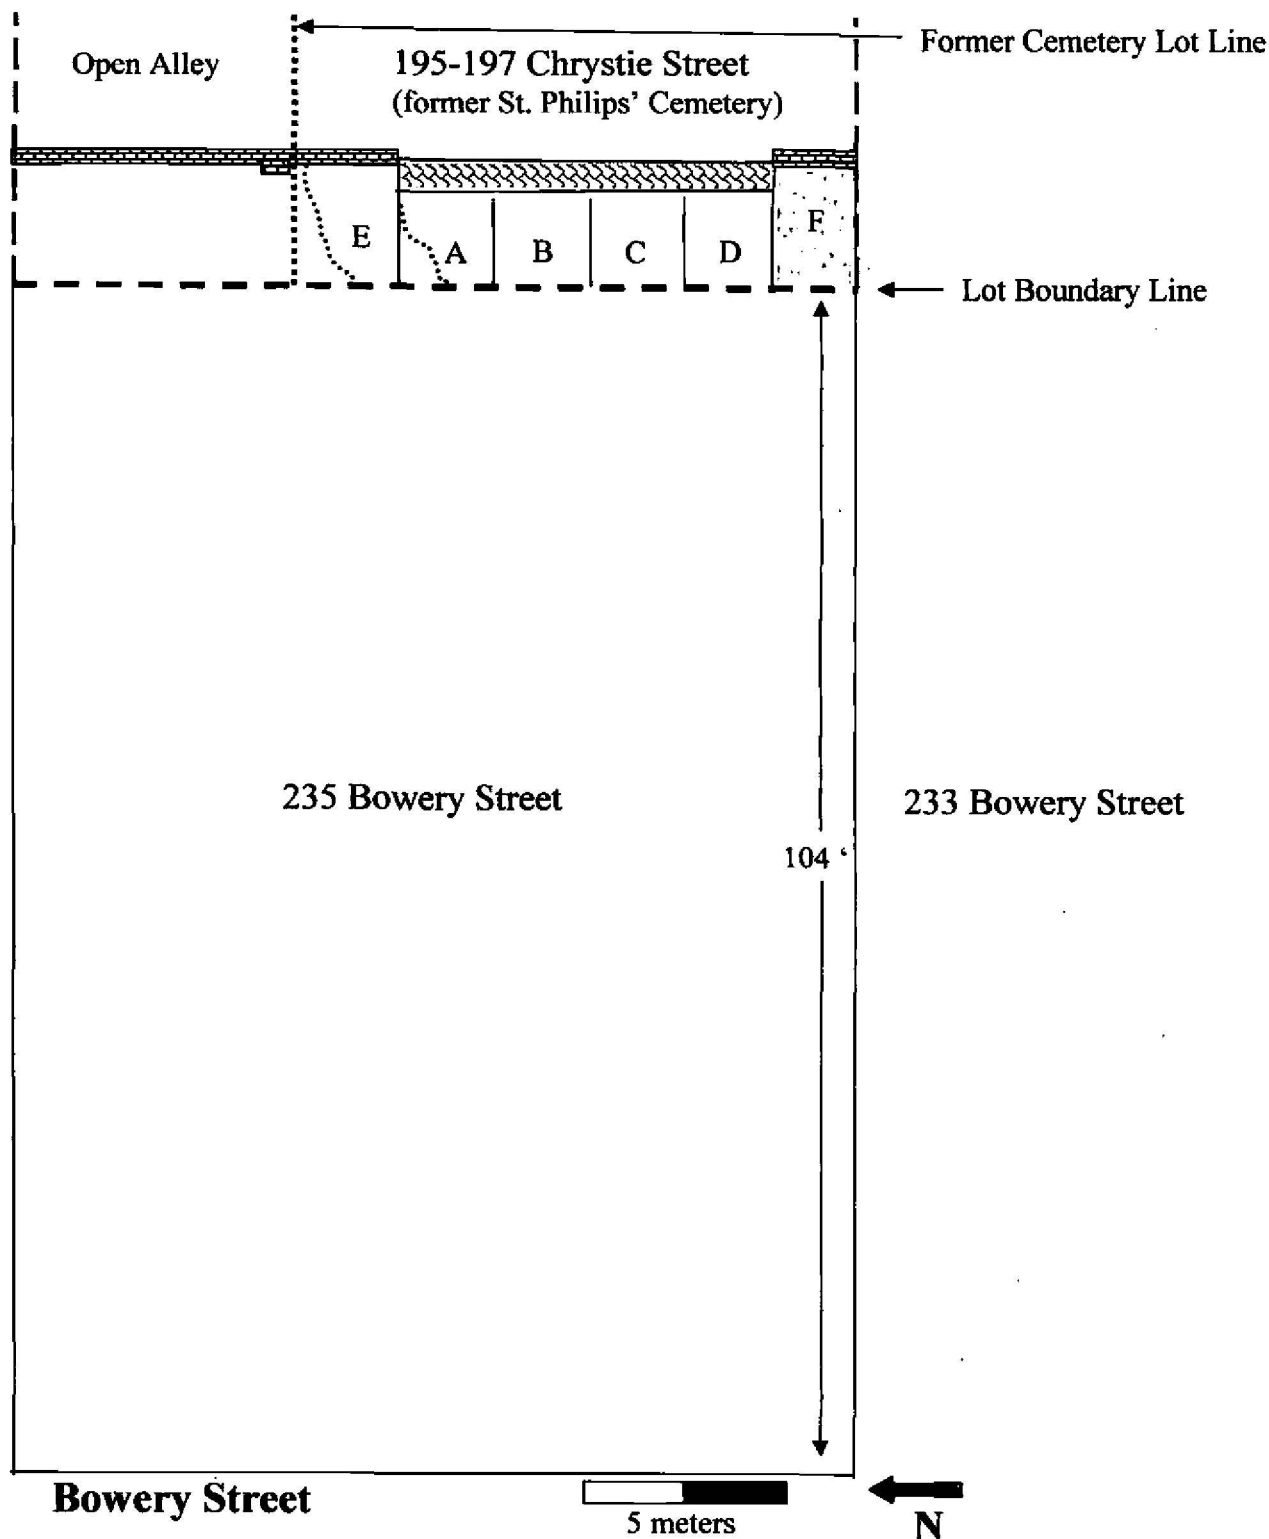 Former Cemetery Lot Line
Open Alley
195-197 Chrystie Street
(former St. Philips’ Cemetery)
E
A
B
C
D
F
Lot Boundary Line
235 Bowery Street
233 Bowery Street
104 ‘
Bowery Street
5 meters
N